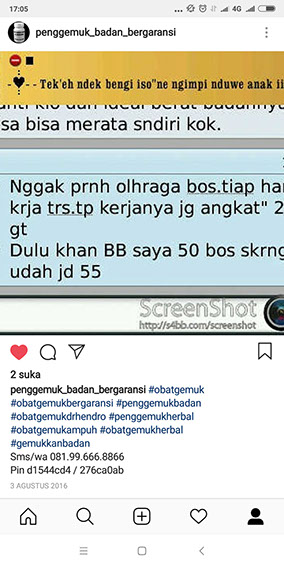 17:05
... 4G
penggemuk_badan_bergaransi
- - - Tek'eh ndek bengi iso"ne ngimpi nduwe anak ii
dan ideal berat badannya
sa bisa merata sndiri kok.
Nggak prnh olhraga bos.tiap har
krja trs.tp kerjanya jg angkat" 2
gt
Dulu khan BB saya 50 bos skrng
udah jd 55
ScreenShot
http://s4bb.com/screenshot
2 suka
penggemuk_badan_bergaransi #obatgemuk
#obatgemukbergaransi #penggemukbadan
#obatgemukdrhendro #penggemukherbal
#obatgemukampuh #obatgemukherbal
#gemukkanbadan
Sms/wa 081.99.666.8866
Pin d1544cd4 / 276ca0ab
3 AGUSTUS 2016